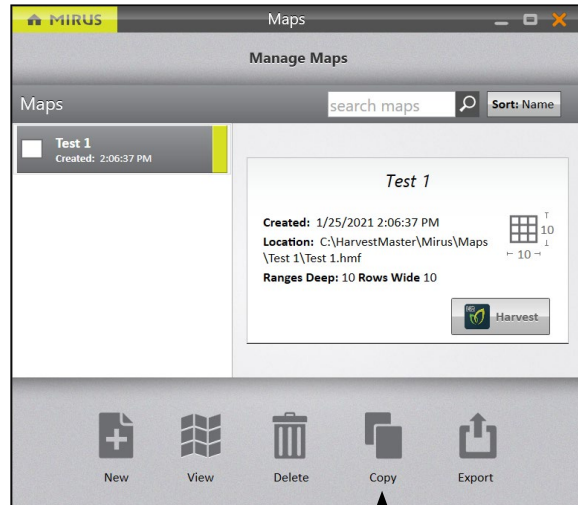 MIRUS Maps
Manage Maps
Maps search maps Sort: Name
Test 1
Created: 2:06:37 PM
Test 1
Created: 1/25/2021 2:06:37 PM
Location: C:\HarvestMaster\Mirus\Maps
\Test 1\Test 1.hmf
Ranges Deep: 10 Rows Wide 10
10
10
Harvest
New View Delete Copy Export